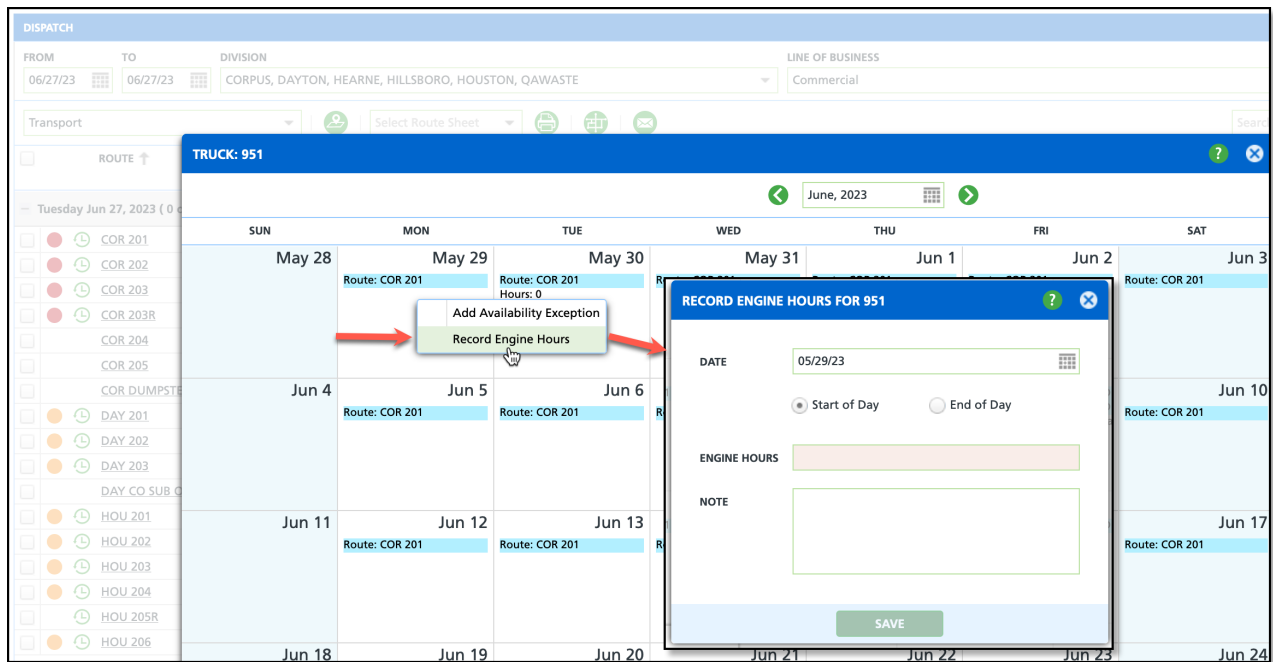 DISPATCH
FROM TO DIVISION LINE OF BUSINESS
06/27/23 06/27/23 CORPUS, DAYTON, HEARNE, HILLSBORO, HOUSTON, QAWASTE Commercial
Transport Select Route Sheet
ROUTE
Tuesday Jun 27, 2023 ( 0
COR 201
COR 202
COR 203
COR 203R
COR 204
COR 205
COR DUMPSTE
DAY 201
DAY 202
DAY 203
DAY CO SUB
HOU 201
HOU 202
HOU 203
HOU 204
HOU 205R
HOU 206
TRUCK: 951 ?
June, 2023
SUN MON TUE WED THU FRI SAT
May 28 May 29 May 30 May 31 Jun 1 Jun 2 Jun 3
Route: COR 201 Route: COR 201 Route: COR 201
Hours: 0
Add Availability Exception
Record Engine Hours
Jun 4 Jun 5 Jun 6 Jun 10
Route: COR 201 Route: COR 201 Route: COR 201
Jun 11 Jun 12 Jun 13 Jun 17
Route: COR 201 Route: COR 201 Route: COR 201
Jun 18 Jun 19 Jun 20 Jun 21 Jun 22 Jun 23 Jun 24
RECORD ENGINE HOURS FOR 951 ?
DATE 05/29/23
Start of Day End of Day
ENGINE HOURS
NOTE
SAVE